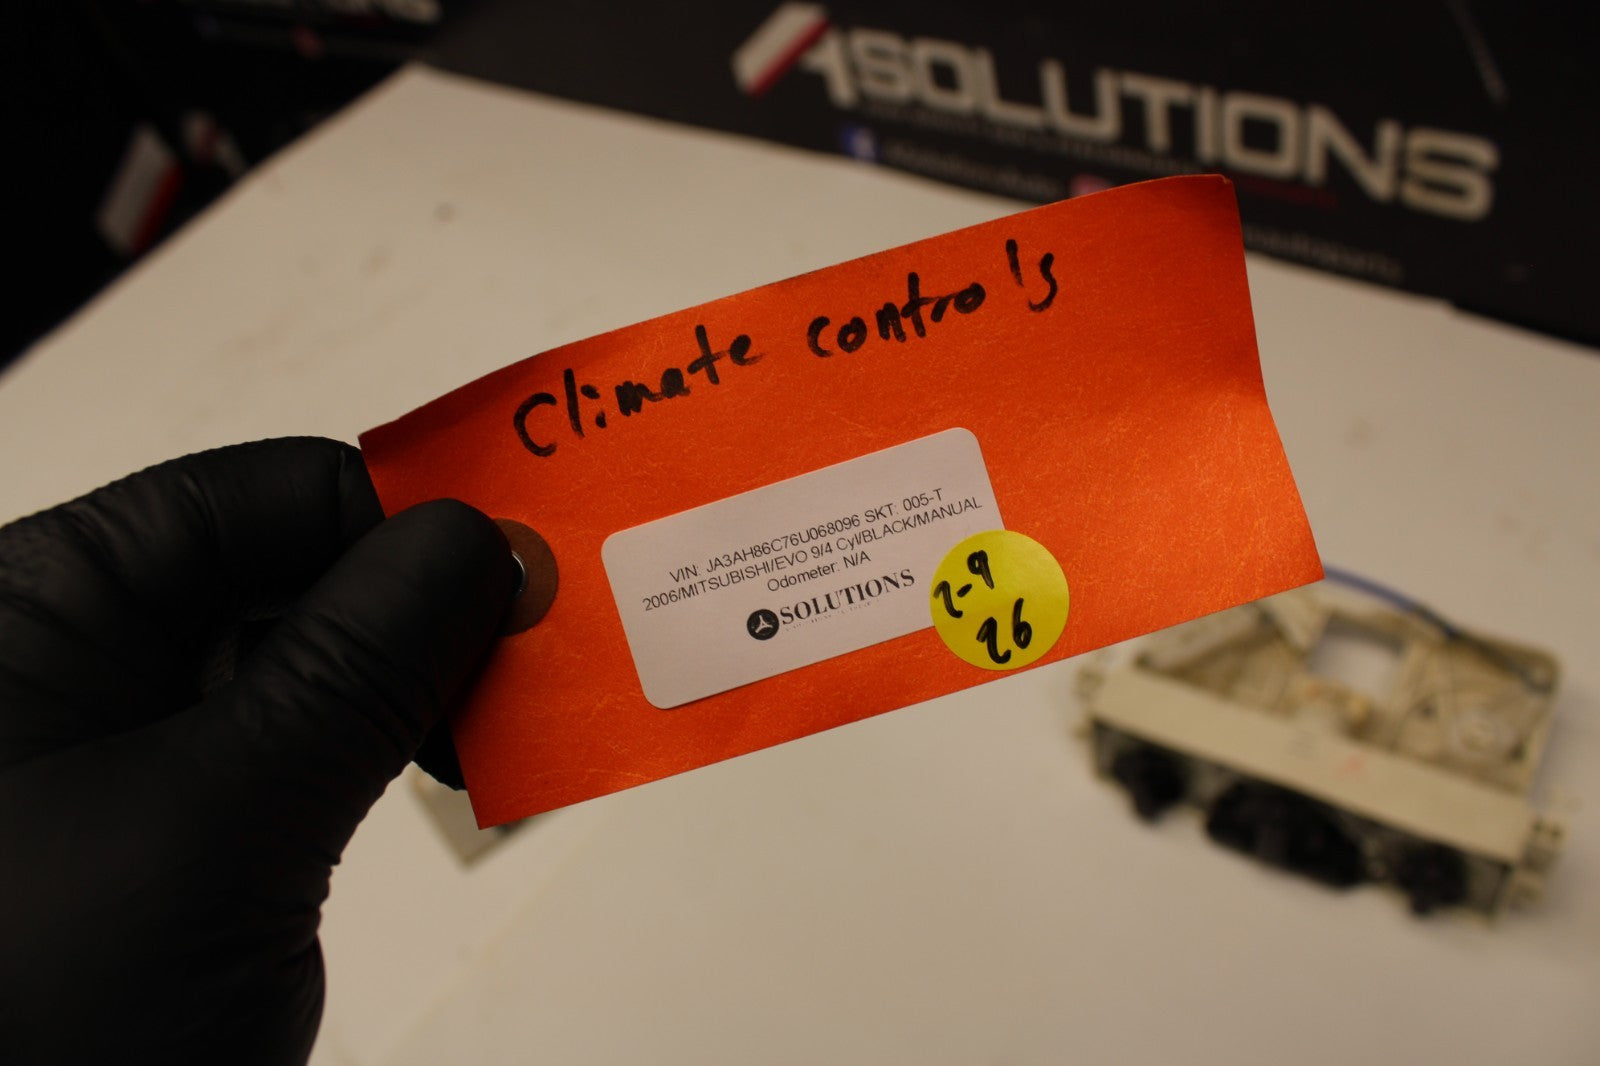 ASOLUTIONS
Climate controls
VIN: JA3AH86C76U068096 SKT: 005-T
2006/MITSUBISHI/EVO 9/4 Cyl/BLACK/MANUAL
Odometer: N/A
SOLUTIONS
2-9
26